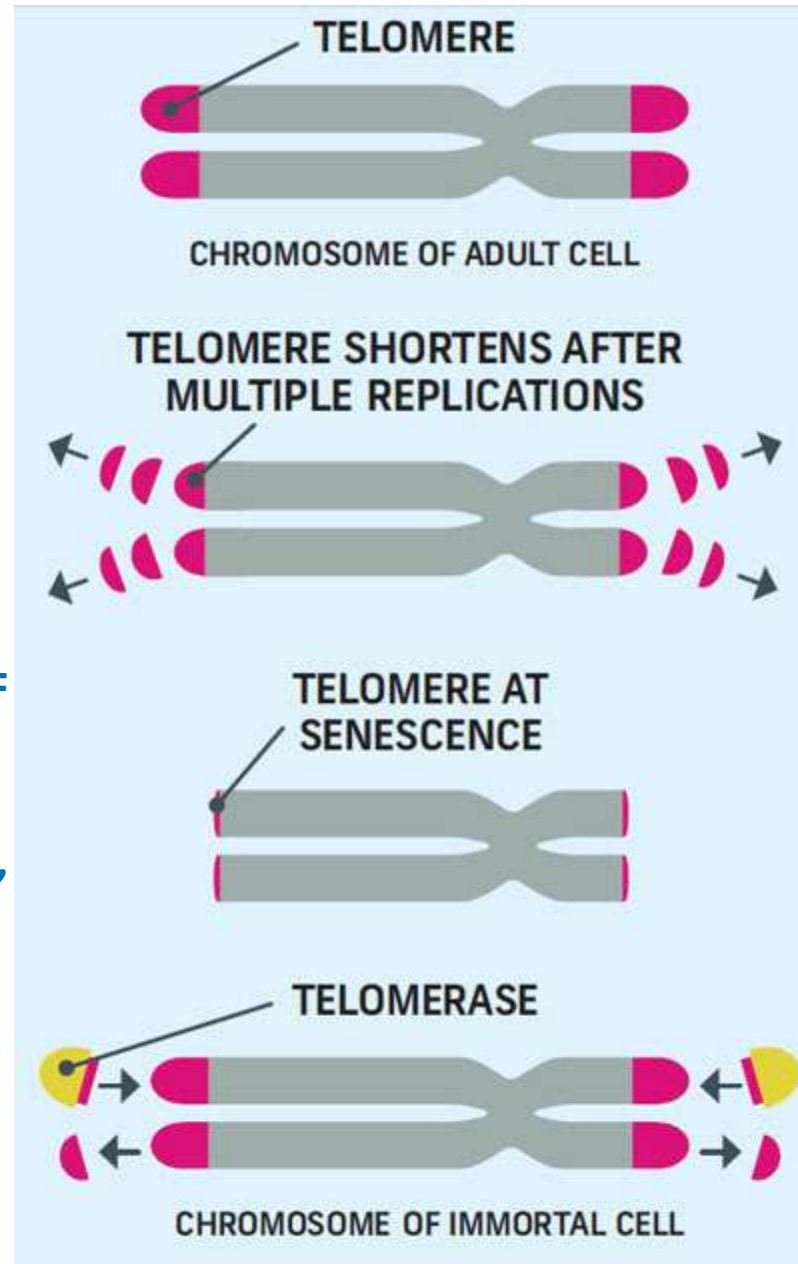 TELOMERE
CHROMOSOME OF ADULT CELL
TELOMERE SHORTENS AFTER
MULTIPLE REPLICATIONS
TELOMERE AT
SENESCENCE
TELOMERASE
CHROMOSOME OF IMMORTAL CELL